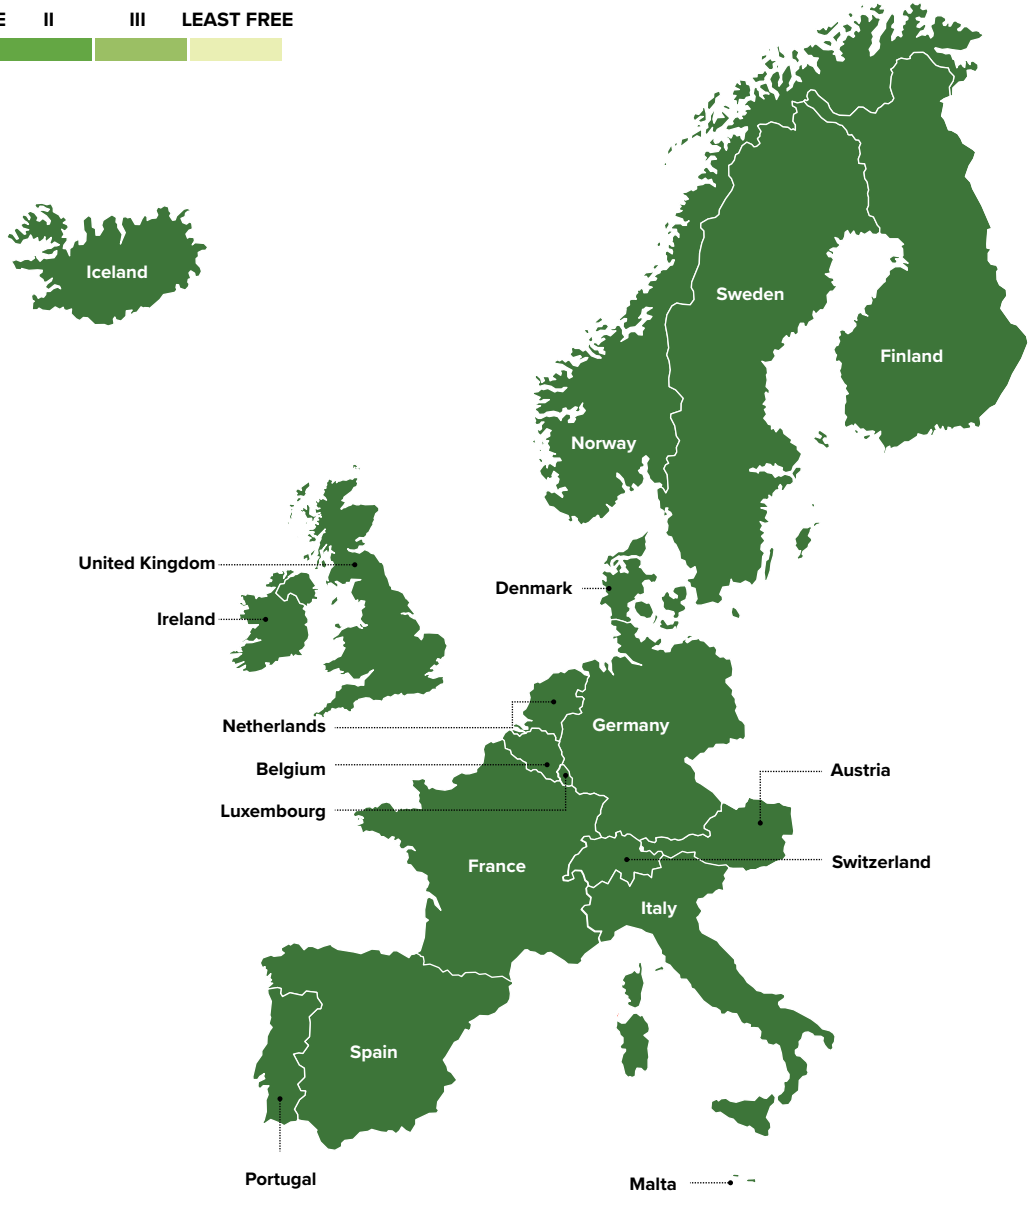 E II III LEAST FREE
Iceland
Sweden
Finland
Norway
United Kingdom
Denmark
Ireland
Netherlands
Germany
Belgium
Austria
Luxembourg
Switzerland
France
Italy
Spain
Portugal
Malta